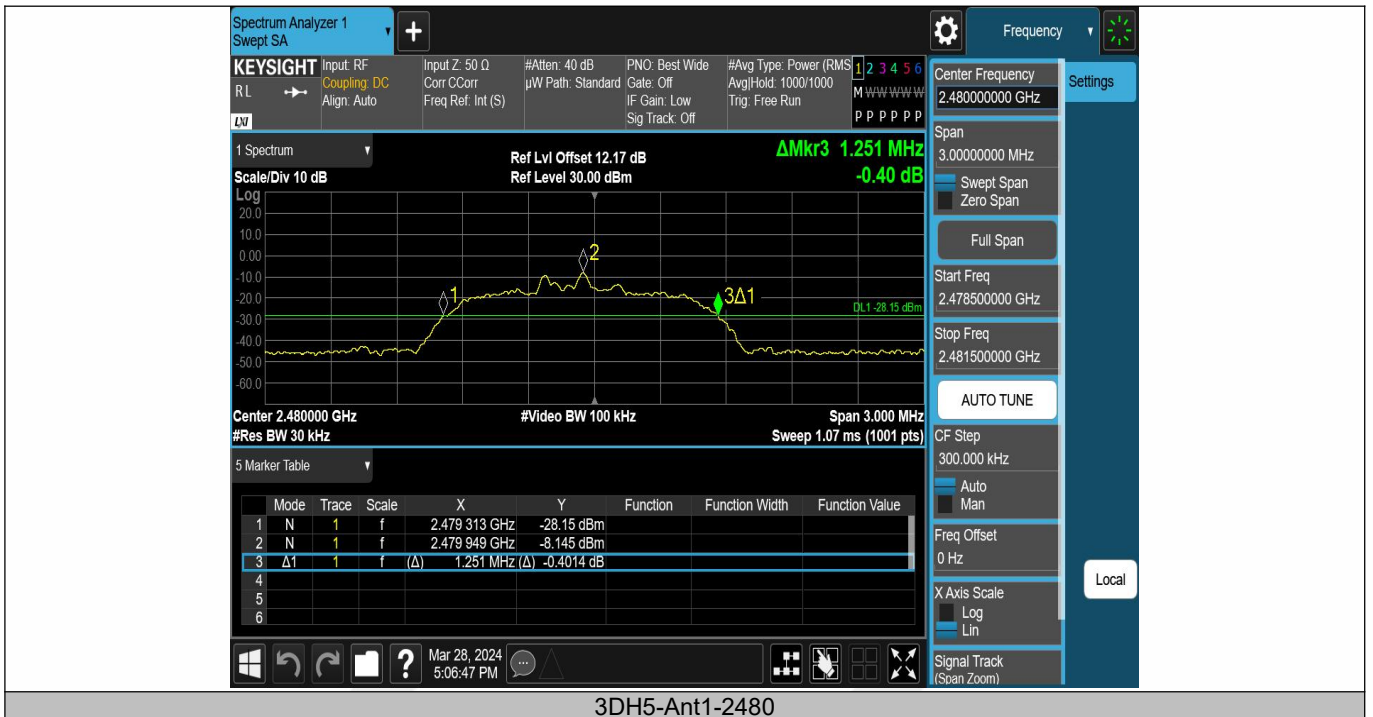 Spectrum Analyzer 1
Swept SA
+
Frequency
KEYSIGHT
RL
LXI
Input: RF
Coupling: DC
Align: Auto
Input Z: 50 Ω
Corr CCorr
Freq Ref: Int (S)
#Atten: 40 dB
µW Path: Standard
PNO: Best Wide
Gate: Off
IF Gain: Low
Sig Track: Off
#Avg Type: Power (RMS
Avg|Hold: 1000/1000
Trig: Free Run
1 2 3 4 5 6
M W W W W W
P P P P P P
1 Spectrum
Scale/Div 10 dB
Ref Lvl Offset 12.17 dB
Ref Level 30.00 dBm
ΔMkr3 1.251 MHz
-0.40 dB
Log
20.0
10.0
0.00
-10.0
-20.0
-30.0
-40.0
-50.0
-60.0
1
2
3Δ1
DL1 -28.15 dBm
Center 2.480000 GHz
#Video BW 100 kHz
Span 3.000 MHz
#Res BW 30 kHz
Sweep 1.07 ms (1001 pts)
5 Marker Table
Mode Trace Scale X Y Function Function Width Function Value
1 N 1 f 2.479 313 GHz -28.15 dBm
2 N 1 f 2.479 949 GHz -8.145 dBm
3 Δ1 1 f (Δ) 1.251 MHz (Δ) -0.4014 dB
4
5
6
?
Mar 28, 2024
5:06:47 PM
Center Frequency
2.480000000 GHz
Settings
Span
3.00000000 MHz
Swept Span
Zero Span
Full Span
Start Freq
2.478500000 GHz
Stop Freq
2.481500000 GHz
AUTO TUNE
CF Step
300.000 kHz
Auto
Man
Freq Offset
0 Hz
X Axis Scale
Log
Lin
Signal Track
(Span Zoom)
Local
3DH5-Ant1-2480